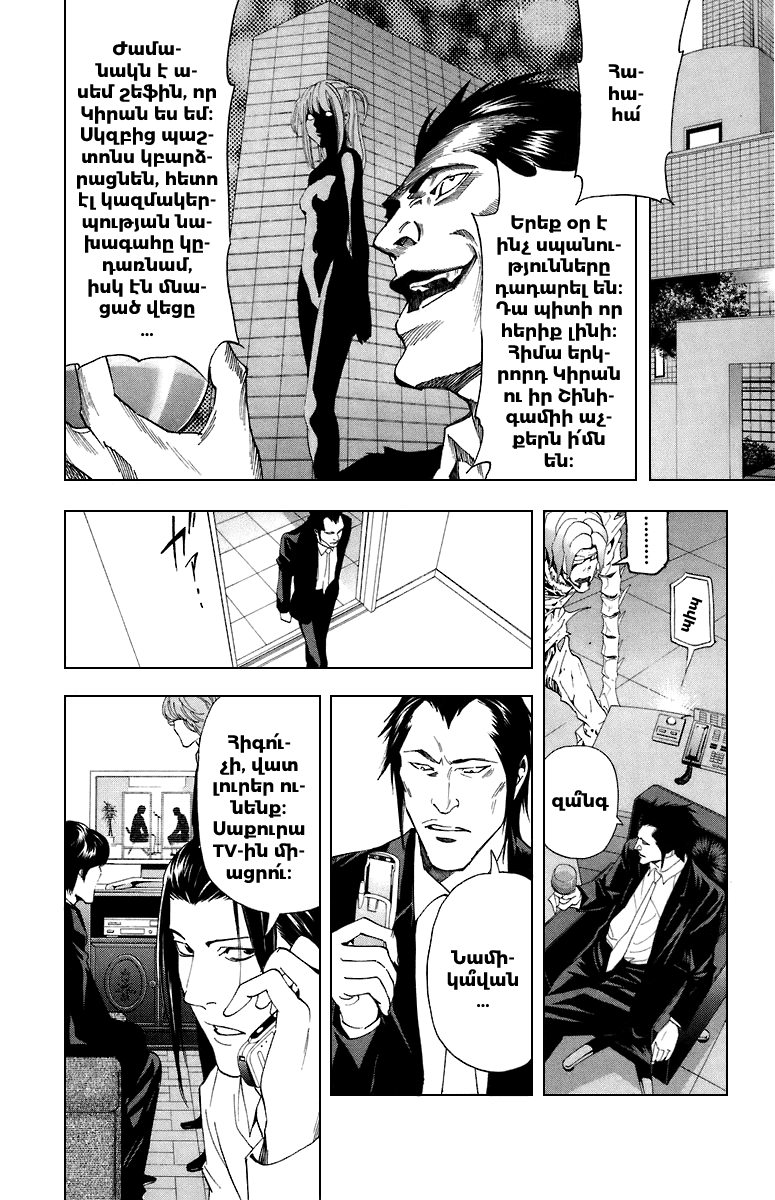 Հա-
հա-
հա՛
Երեք օր է
ինչ սպանու-
թյունները
դադարել են։
Դա պիտի որ
հերիք լինի։
Հիմա երկ-
րորդ Կիրան
ու իր Շինի-
գամիի աչ-
քերն ի՛մն
են։
Ժամա-
նակն է ա-
սեմ շեֆին, որ
Կիրան ես եմ։
Սկզբից պաշ-
տոնս կբարձ-
րացնեն, հետո
էլ կազմակեր-
պության նա-
խագահը կը-
դառնամ,
իսկ էն մնա-
ցած վեցը
...
զա՞նգ
Նամի-
կա՞վան
...
Հիգու՛-
չի, վատ
լուրեր ու-
նենք։
Սաքուրա
TV-ին մի-
ացրու՛։